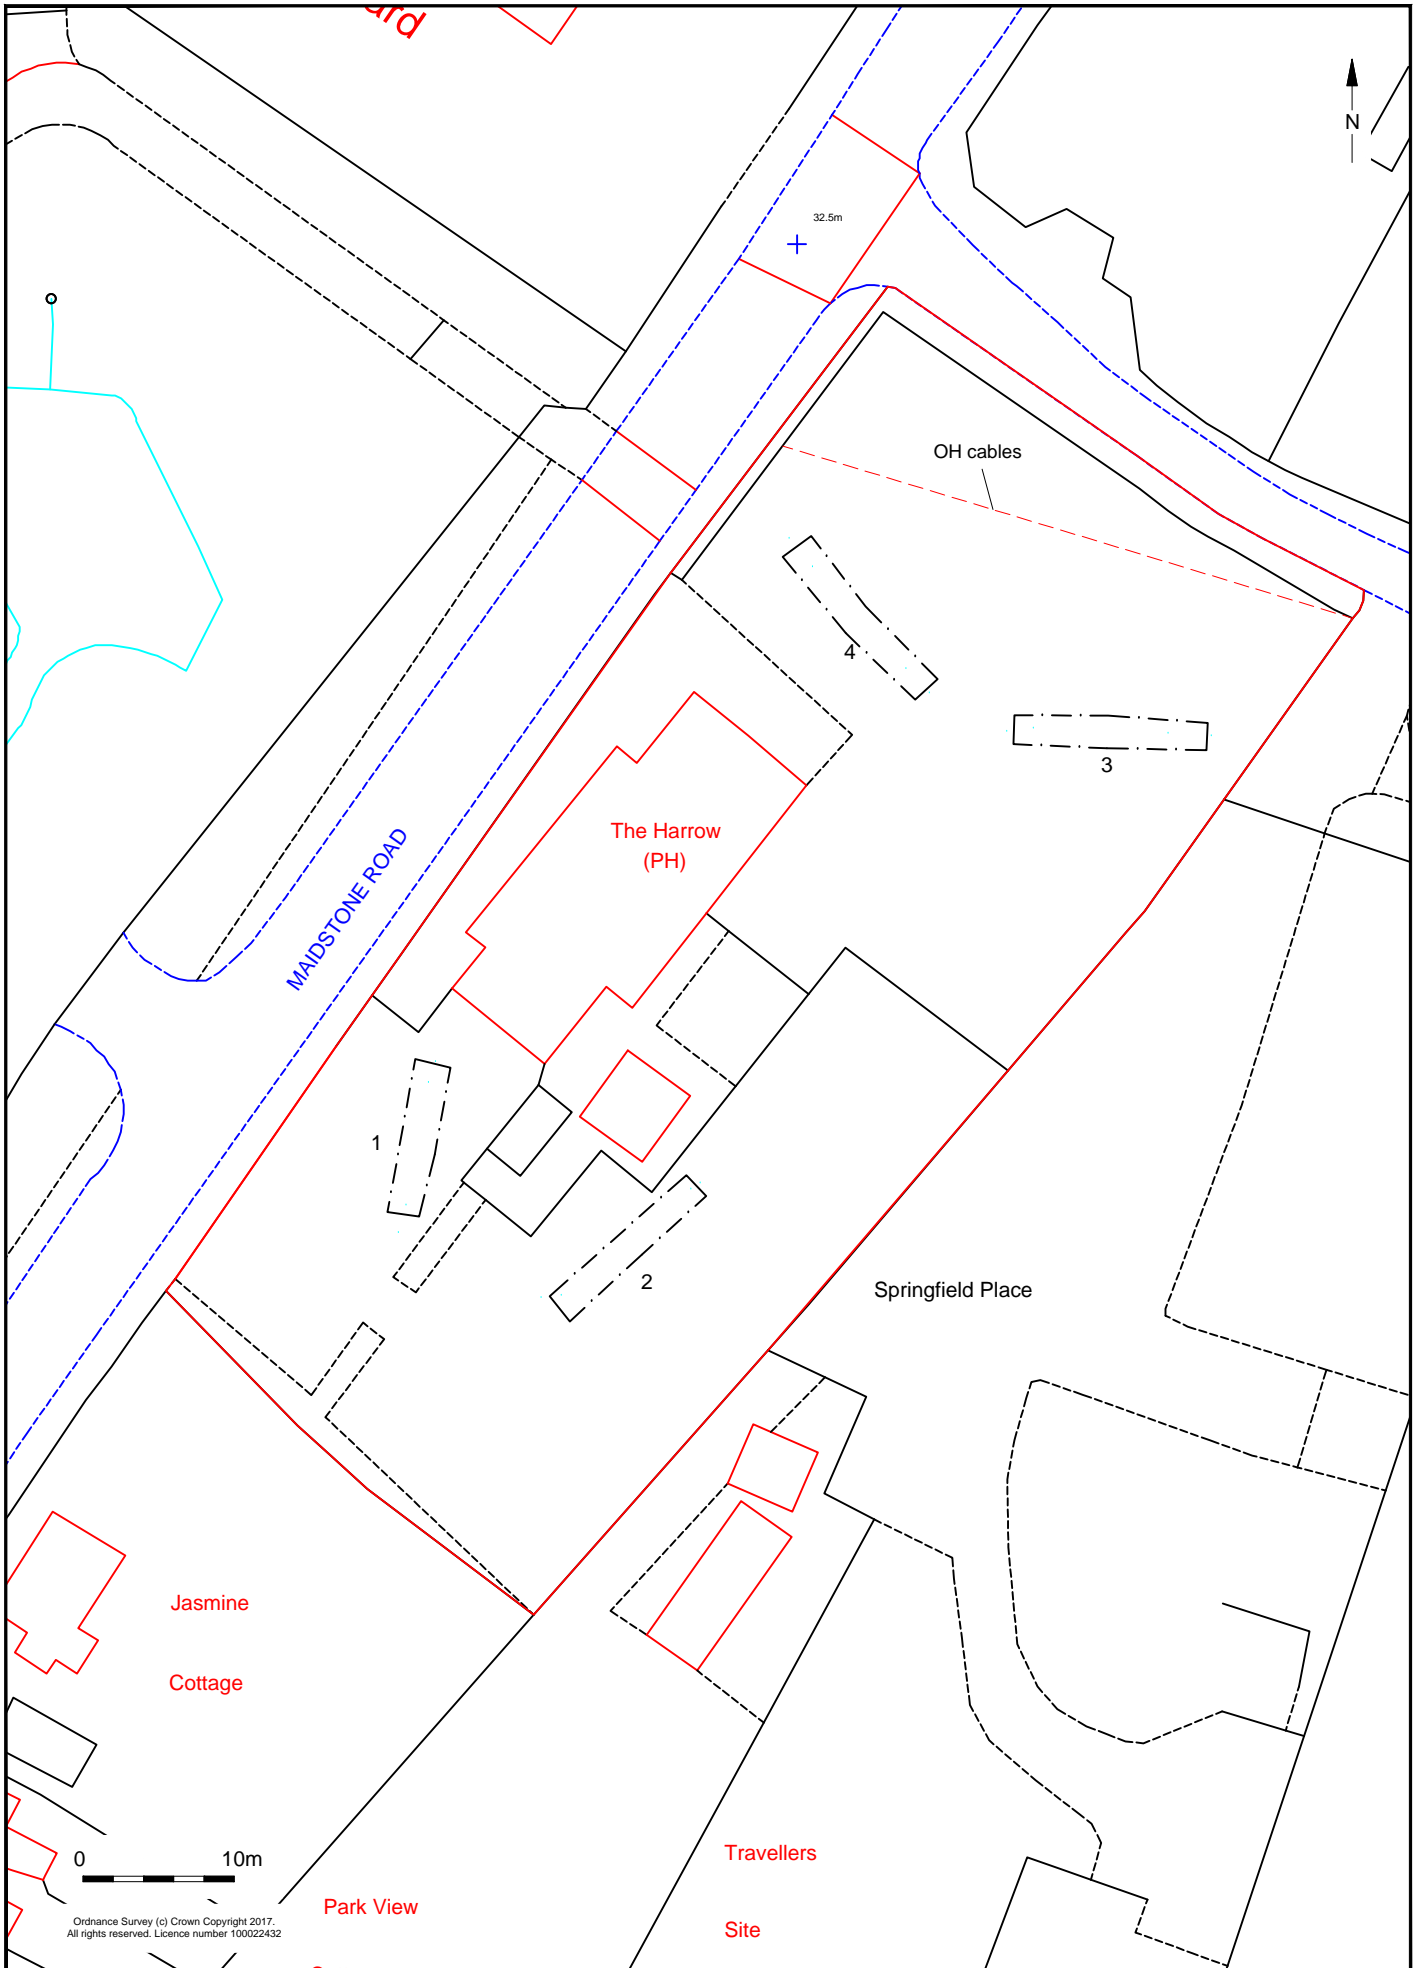 ard
N
32.5m
OH cables
4
3
The Harrow
(PH)
MAIDSTONE ROAD
1
2
Springfield Place
Jasmine
Cottage
0 10m
Travellers
Park View
Site
Ordnance Survey (c) Crown Copyright 2017.
All rights reserved. Licence number 100022432